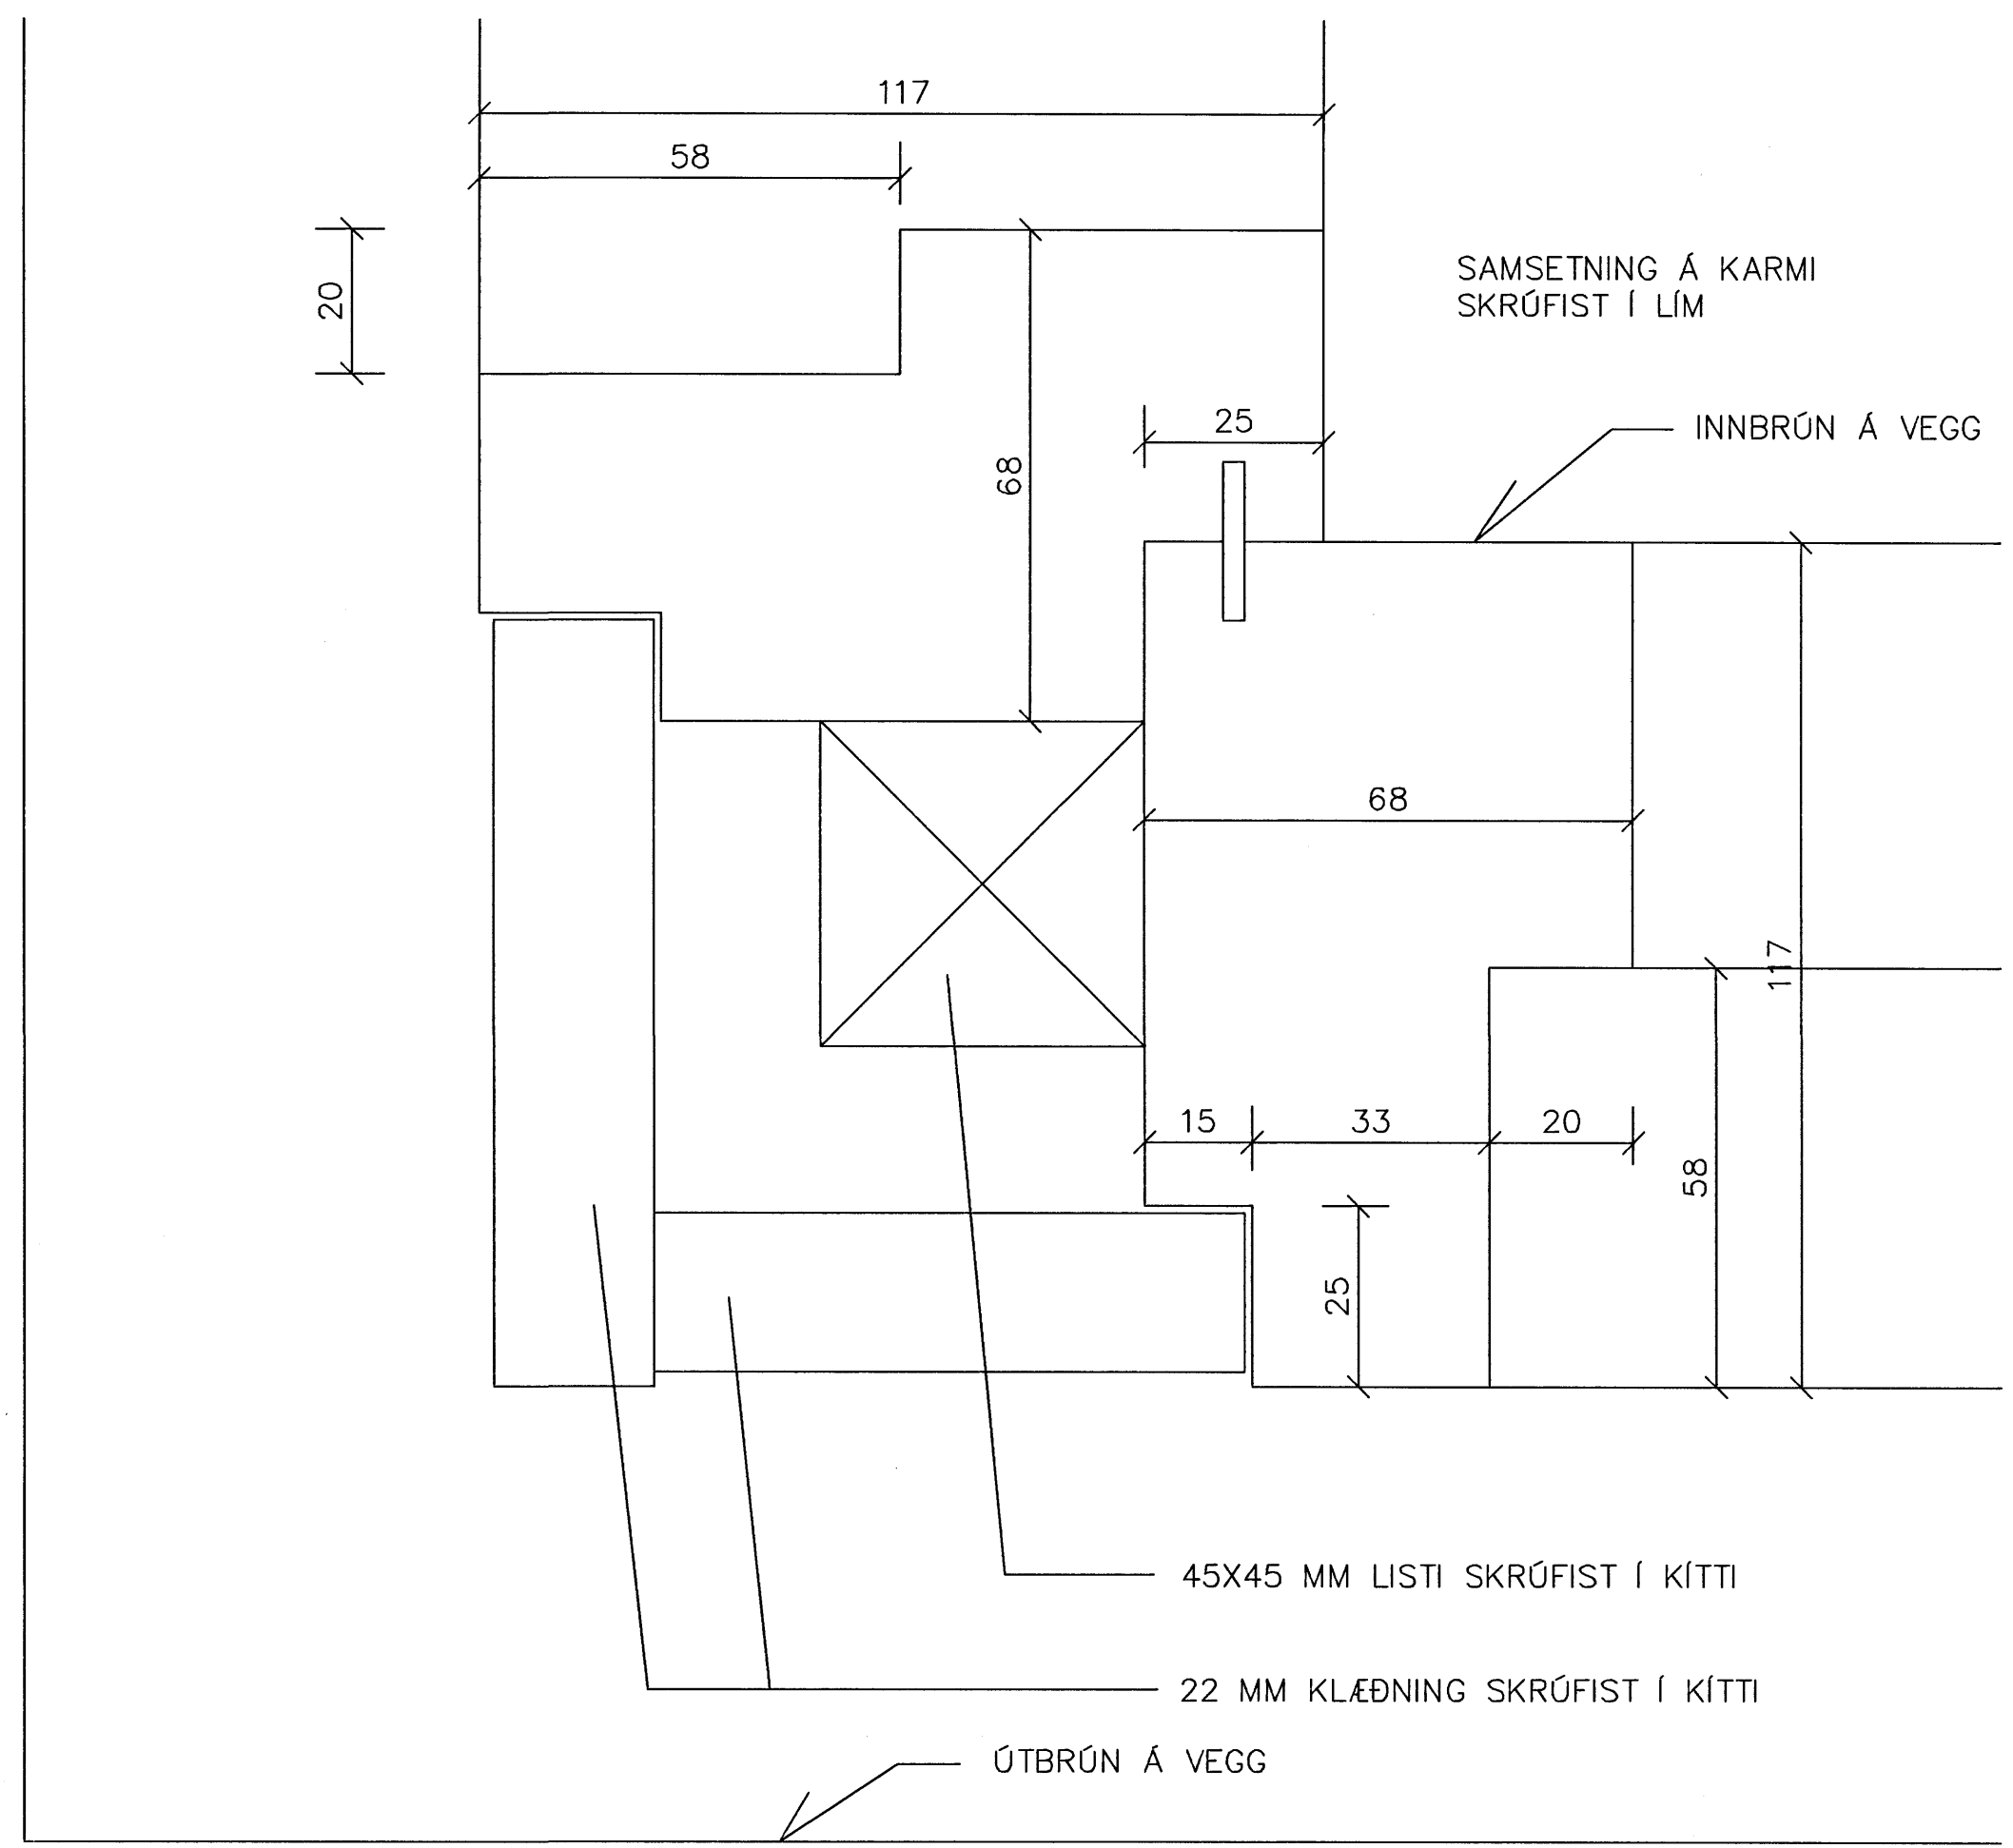 117
58
20
SAMSETNING Á KARMI
SKRÚFIST Í LÍM
25
INNBRÚN Á VEGG
68
68
117
15
33
20
58
25
45X45 MM LISTI SKRÚFIST Í KÍTTI
22 MM KLÆÐNING SKRÚFIST Í KÍTTI
ÚTBRÚN Á VEGG